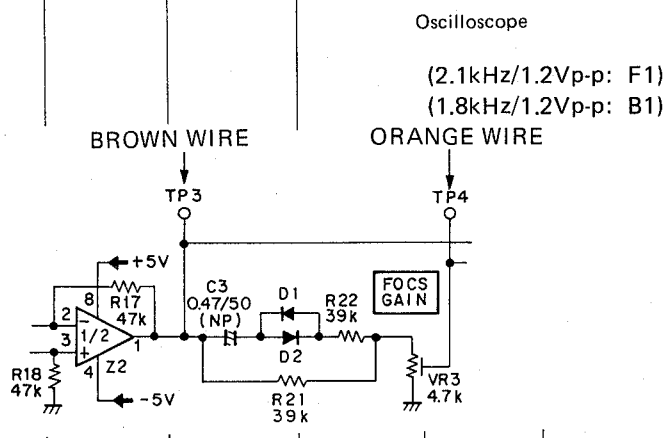 Oscilloscope
(2.1kHz/1.2Vp-p: F1)
(1.8kHz/1.2Vp-p: B1)
BROWN WIRE
ORANGE WIRE
TP3
TP4
+5V
8
R17
47k
2
3
1/2
1
4
Z2
-5V
R18
47k
C3
0.47/50
(NP)
D1
D2
R22
39k
R21
39k
FOCS
GAIN
VR3
4.7k